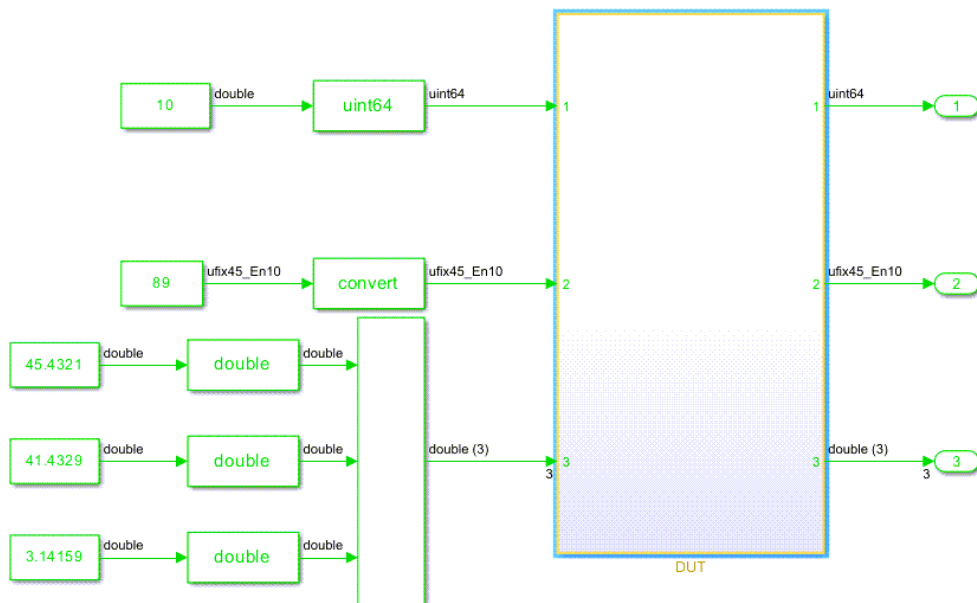 10
double
uint64
uint64
1
1
uint64
1
89
ufix45_En10
convert
ufix45_En10
2
2
ufix45_En10
2
45.4321
double
double
double
41.4329
double
double
double
double (3)
3
3
3
double (3)
3
3
3.14159
double
double
double
DUT